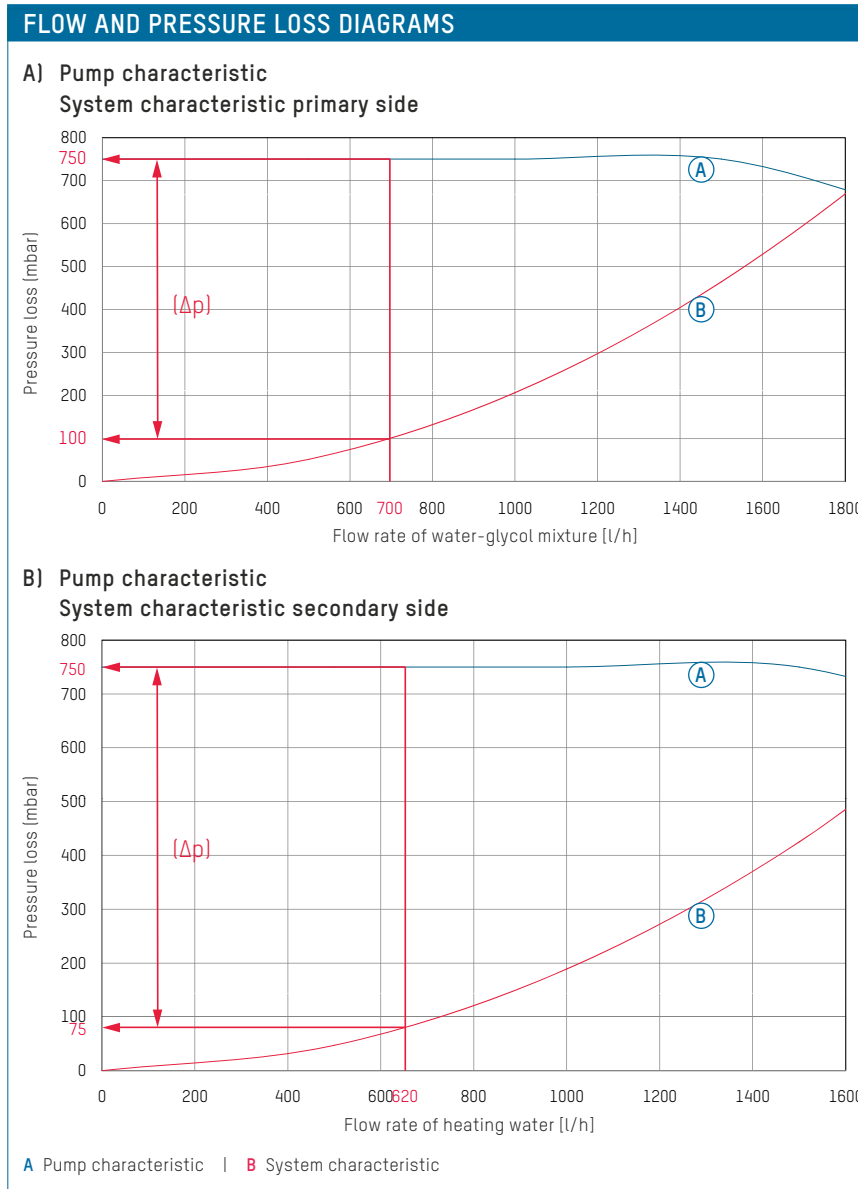 FLOW AND PRESSURE LOSS DIAGRAMS
A) Pump characteristic
System characteristic primary side
800
750
700
600
500
400
300
200
100
0
Pressure loss (mbar)
(Δp)
A
B
0 200 400 600 700 800 1000 1200 1400 1600 1800
Flow rate of water-glycol mixture [l/h]
B) Pump characteristic
System characteristic secondary side
800
750
700
600
500
400
300
200
100
75
0
Pressure loss (mbar)
(Δp)
A
B
0 200 400 600 620 800 1000 1200 1400 1600
Flow rate of heating water [l/h]
A Pump characteristic | B System characteristic